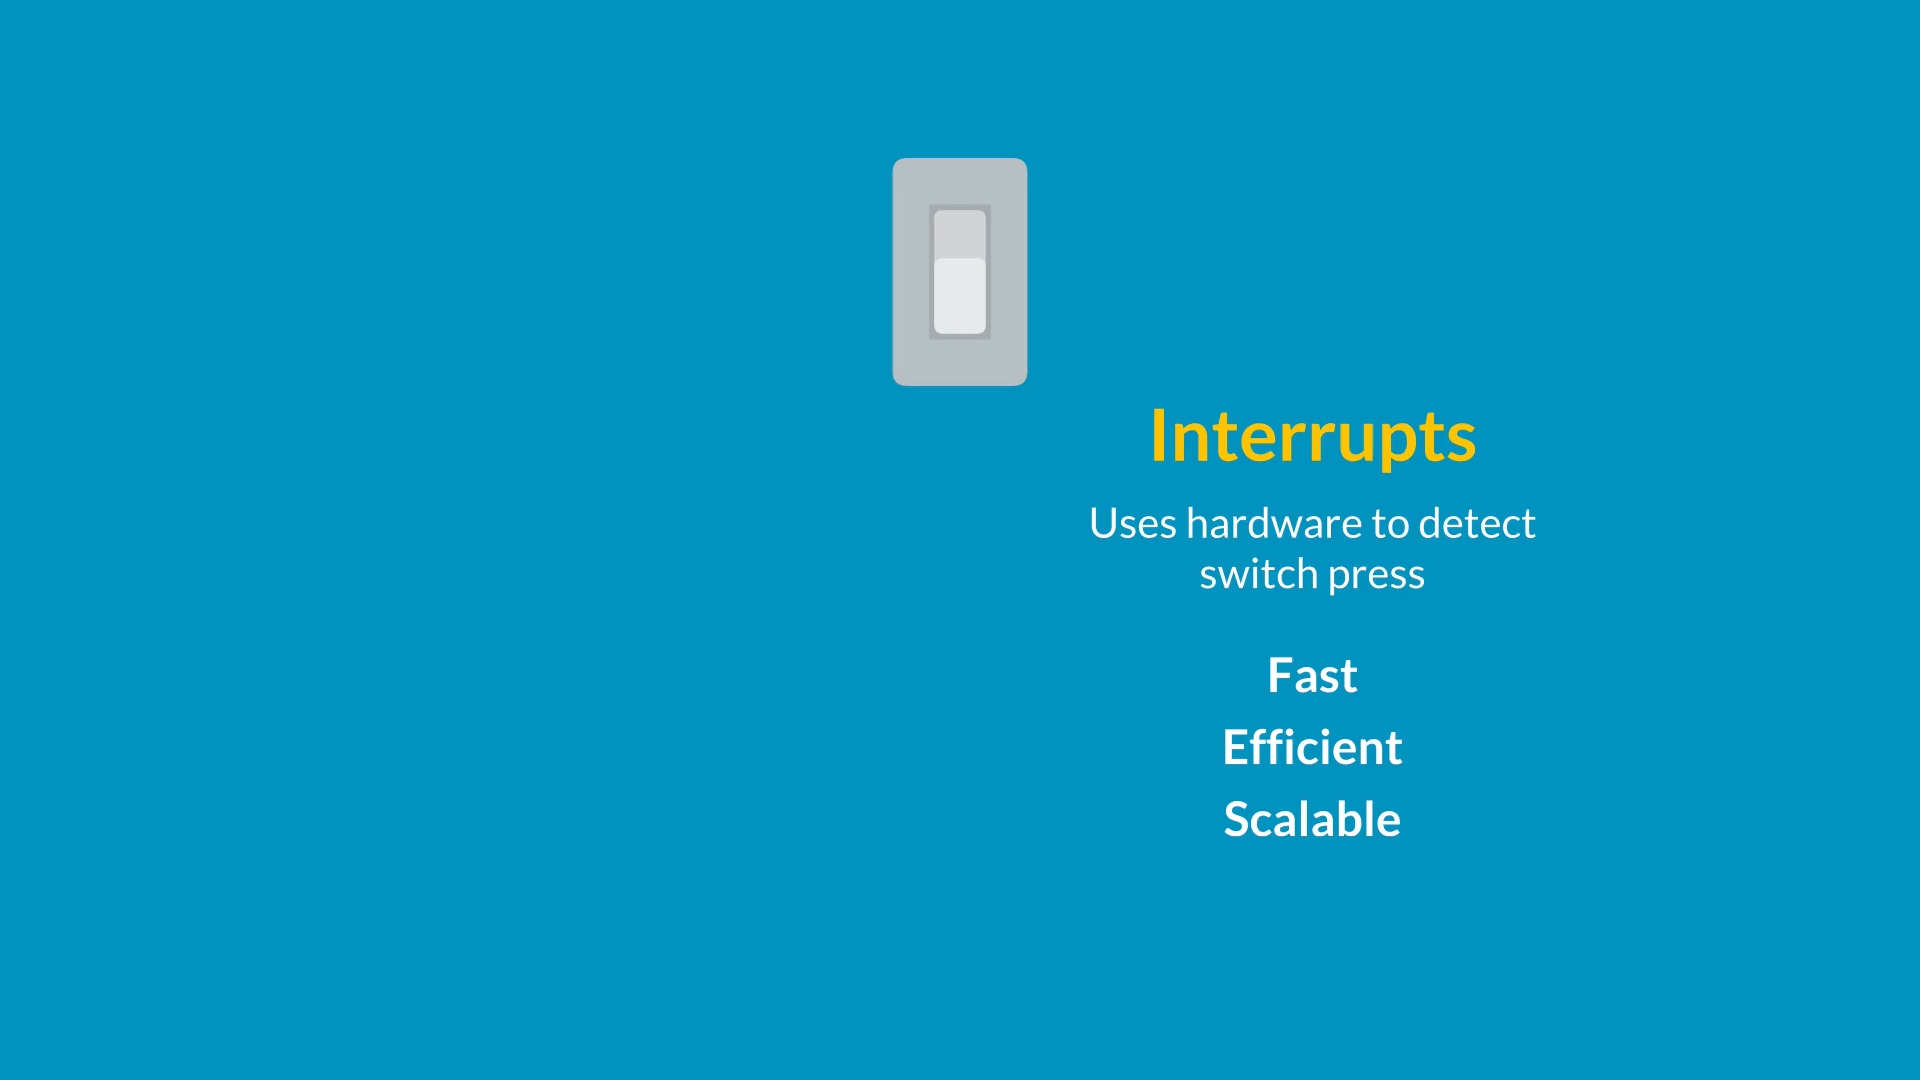 Interrupts
Uses hardware to detect
switch press
Fast
Efficient
Scalable